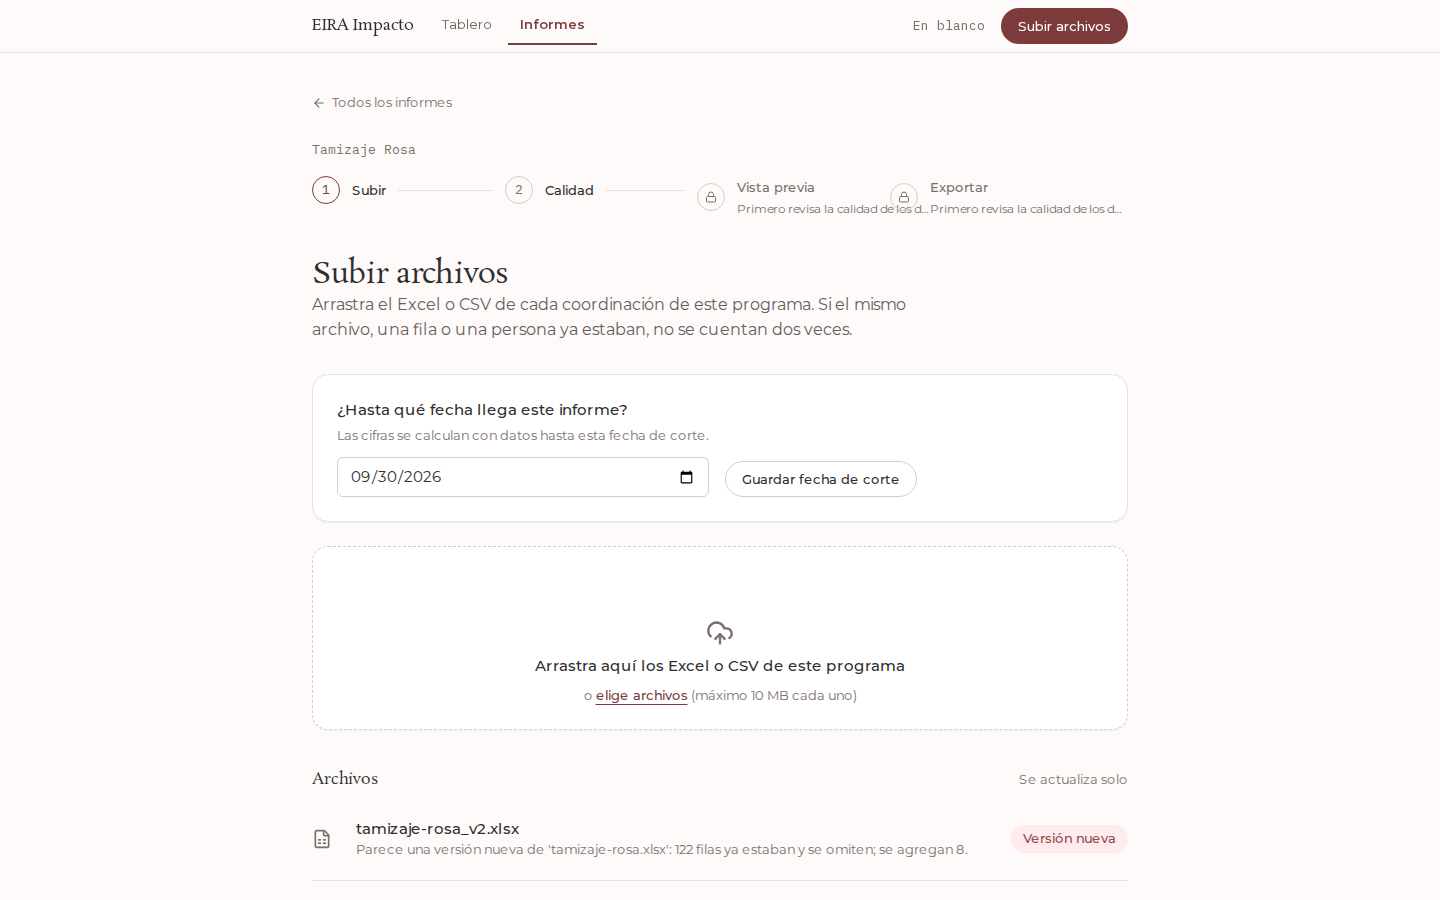 EIRA Impacto
Tablero
Informes
En blanco
Subir archivos
Todos los informes
Tamizaje Rosa
1
Subir
2
Calidad
Vista previa
Primero revisa la calidad de los d...
Exportar
Primero revisa la calidad de los d...
Subir archivos
Arrastra el Excel o CSV de cada coordinación de este programa. Si el mismo
archivo, una fila o una persona ya estaban, no se cuentan dos veces.
¿Hasta qué fecha llega este informe?
Las cifras se calculan con datos hasta esta fecha de corte.
09/30/2026
Guardar fecha de corte
Arrastra aquí los Excel o CSV de este programa
o elige archivos (máximo 10 MB cada uno)
Archivos
Se actualiza solo
tamizaje-rosa_v2.xlsx
Parece una versión nueva de 'tamizaje-rosa.xlsx': 122 filas ya estaban y se omiten; se agregan 8.
Versión nueva